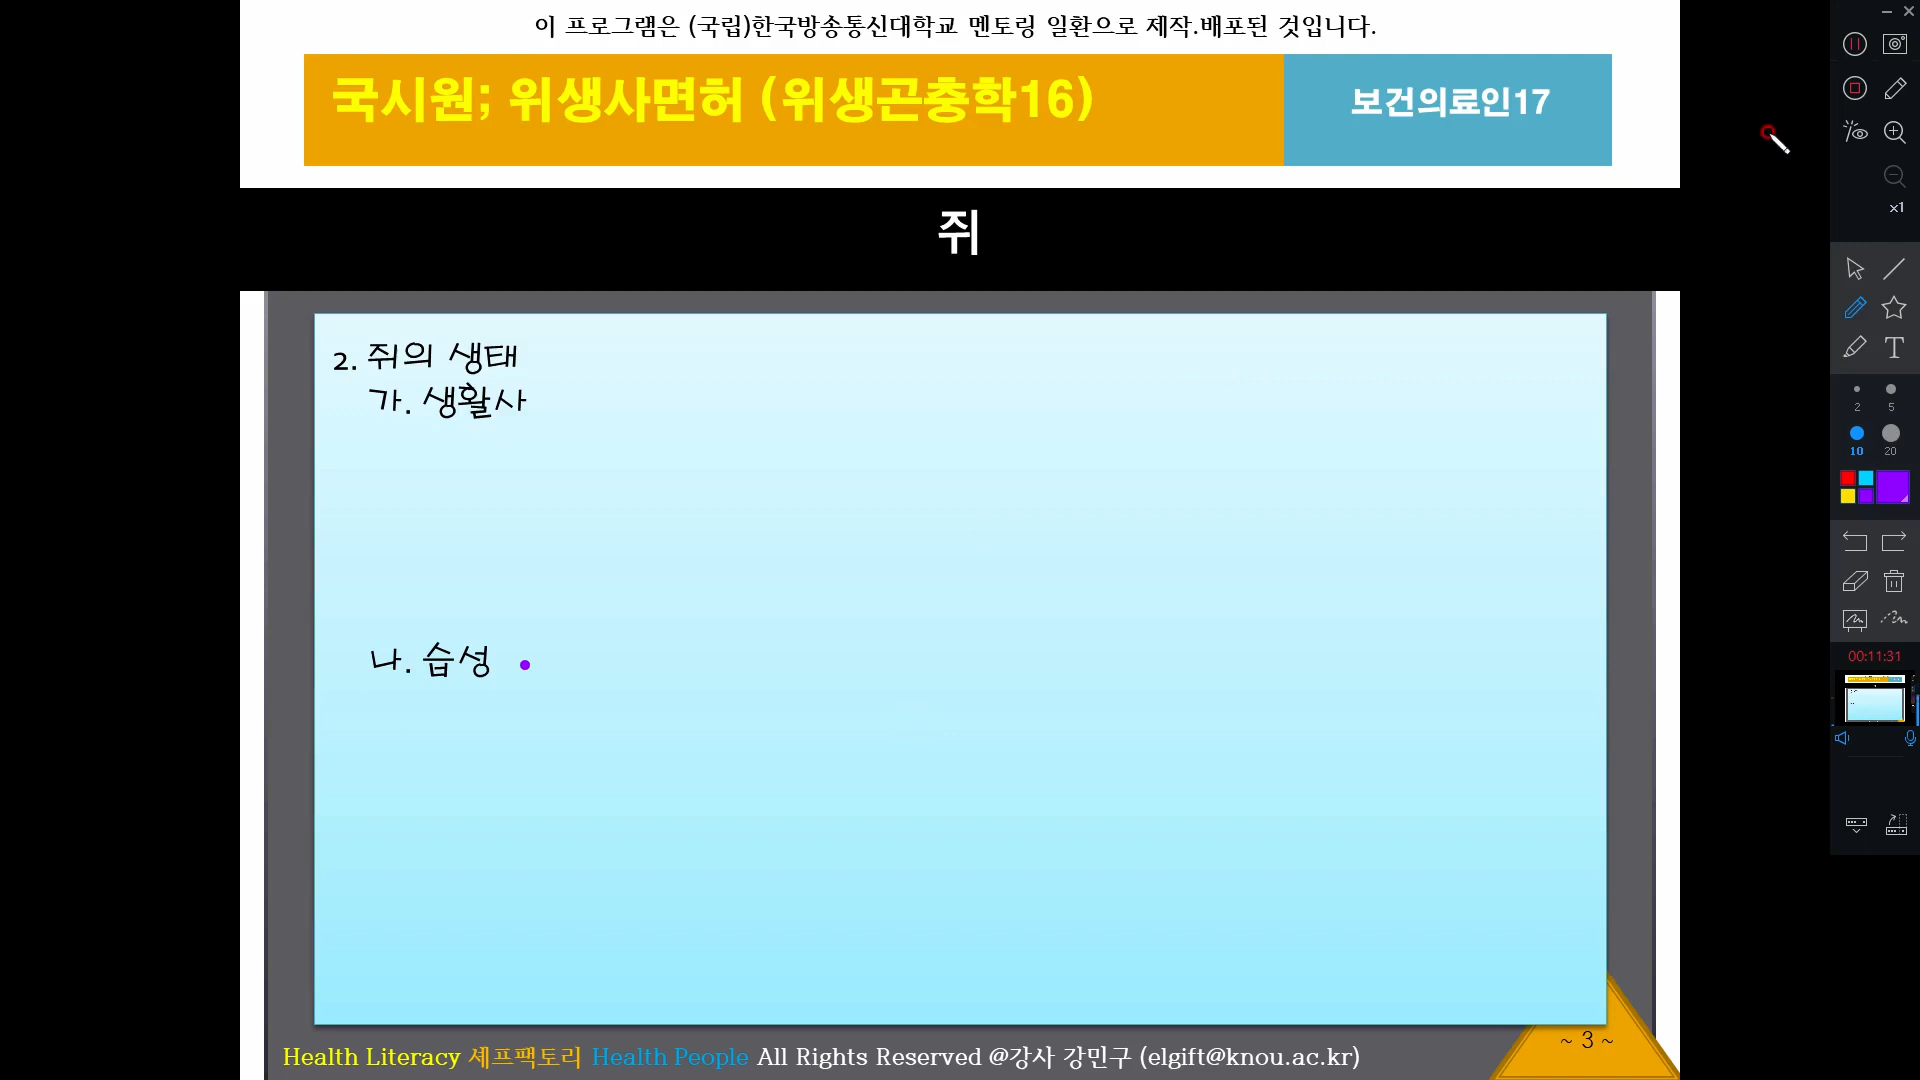 이 프로그램은 (국립)한국방송통신대학교 멘토링 일환으로 제작.배포된 것입니다.
국시원; 위생사면허 (위생곤충학16)
보건의료인17
쥐
2. 쥐의 생태
가. 생활사
나. 습성
Health Literacy 셰프팩토리 Health People All Rights Reserved @강사 강민구 (elgift@knou.ac.kr)
~ 3 ~
x1
T
2 5
10 20
00:11:31